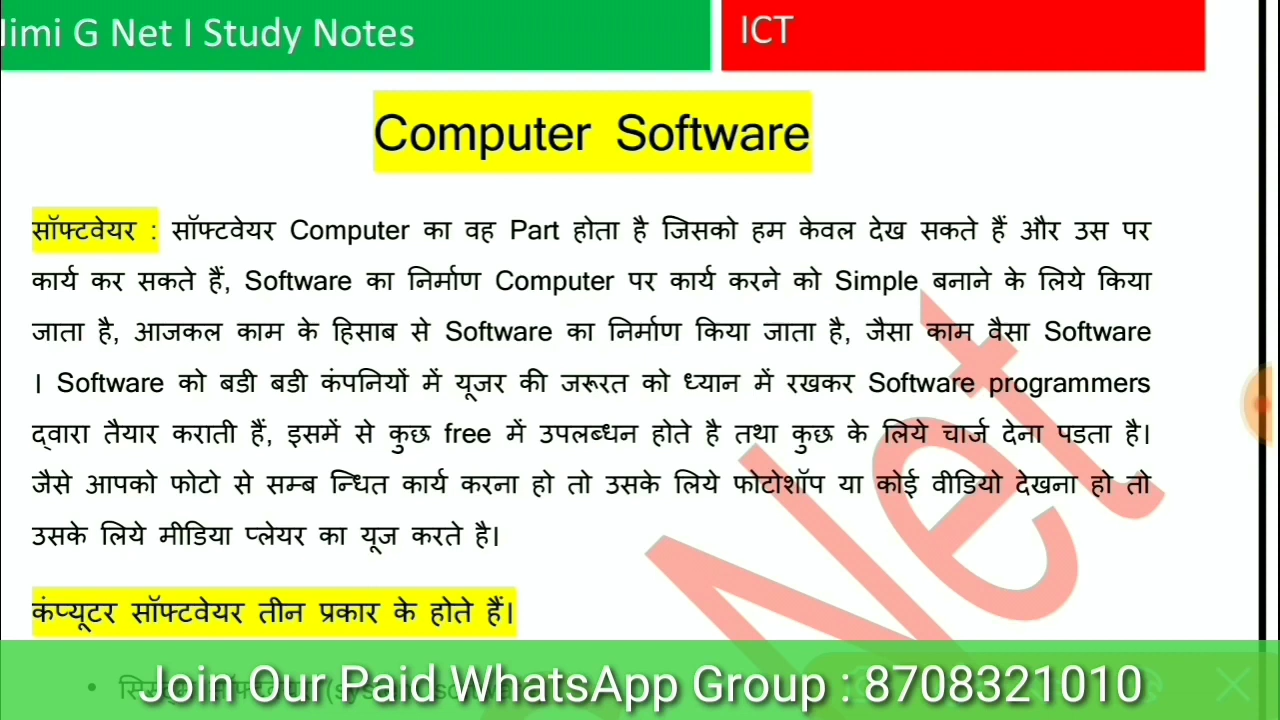 imi G Net l Study Notes
ICT
Computer Software
सॉफ्टवेयर : सॉफ्टवेयर Computer का वह Part होता है जिसको हम केवल देख सकते हैं और उस पर
कार्य कर सकते हैं, Software का निर्माण Computer पर कार्य करने को Simple बनाने के लिये किया
जाता है, आजकल काम के हिसाब से Software का निर्माण किया जाता है, जैसा काम वैसा Software
। Software को बडी बडी कंपनियों में यूजर की जरूरत को ध्यान में रखकर Software programmers
द्वारा तैयार कराती हैं, इसमें से कुछ free में उपलब्धन होते है तथा कुछ के लिये चार्ज देना पडता है।
जैसे आपको फोटो से सम्ब न्धित कार्य करना हो तो उसके लिये फोटोशॉप या कोई वीडियो देखना हो तो
उसके लिये मीडिया प्लेयर का यूज करते है।
कंप्यूटर सॉफ्टवेयर तीन प्रकार के होते हैं।
Join Our Paid WhatsApp Group : 8708321010
Net